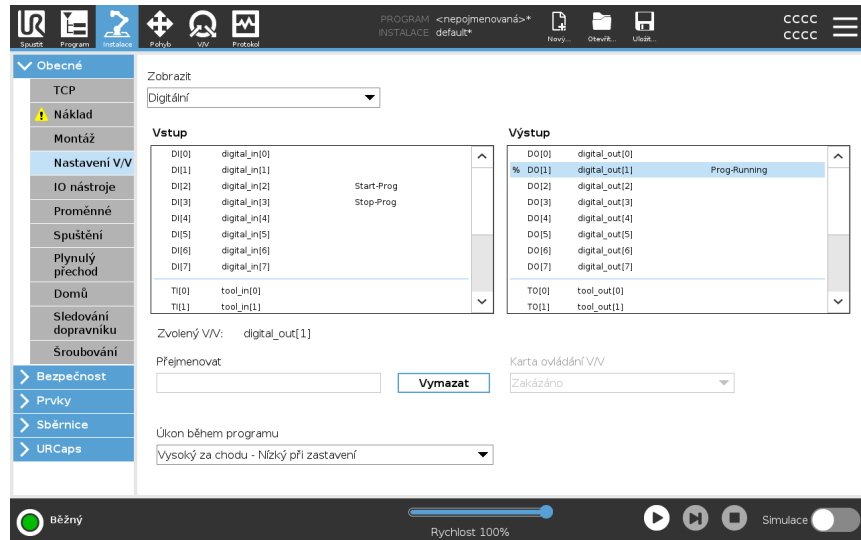 PROGRAM <nepojmenovaná>*
INSTALACE default*
Spustit Program Instalace Pohyb V/V Protokol Nový... Otevřít... Uložit...
CCCC
CCCC
Obecné
TCP
Náklad
Montáž
Nastavení V/V
IO nástroje
Proměnné
Spuštění
Plynulý
přechod
Domů
Sledování
dopravníku
Šroubování
Bezpečnost
Prvky
Sběrnice
URCaps
Zobrazit
Digitální
Vstup
DI[0] digital_in[0]
DI[1] digital_in[1]
DI[2] digital_in[2] Start-Prog
DI[3] digital_in[3] Stop-Prog
DI[4] digital_in[4]
DI[5] digital_in[5]
DI[6] digital_in[6]
DI[7] digital_in[7]
TI[0] tool_in[0]
TI[1] tool_in[1]
Výstup
DO[0] digital_out[0]
% DO[1] digital_out[1] Prog-Running
DO[2] digital_out[2]
DO[3] digital_out[3]
DO[4] digital_out[4]
DO[5] digital_out[5]
DO[6] digital_out[6]
DO[7] digital_out[7]
TO[0] tool_out[0]
TO[1] tool_out[1]
Zvolený V/V: digital_out[1]
Přejmenovat
Vymazat
Karta ovládání V/V
Zakázáno
Úkon během programu
Vysoký za chodu - Nízký při zastavení
Běžný
Rychlost 100%
Simulace